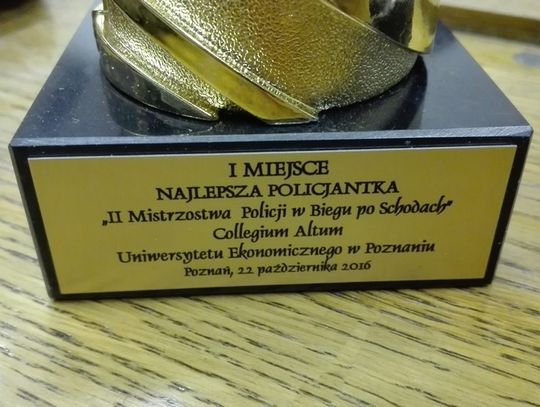 I MIEJSCE
NAJLEPSZA POLICJANTKA
„II Mistrzostwa Policji w Biegu po Schodach"
Collegium Altum
Uniwersytetu Ekonomicznego w Poznaniu
Poznań, 22 października 2016